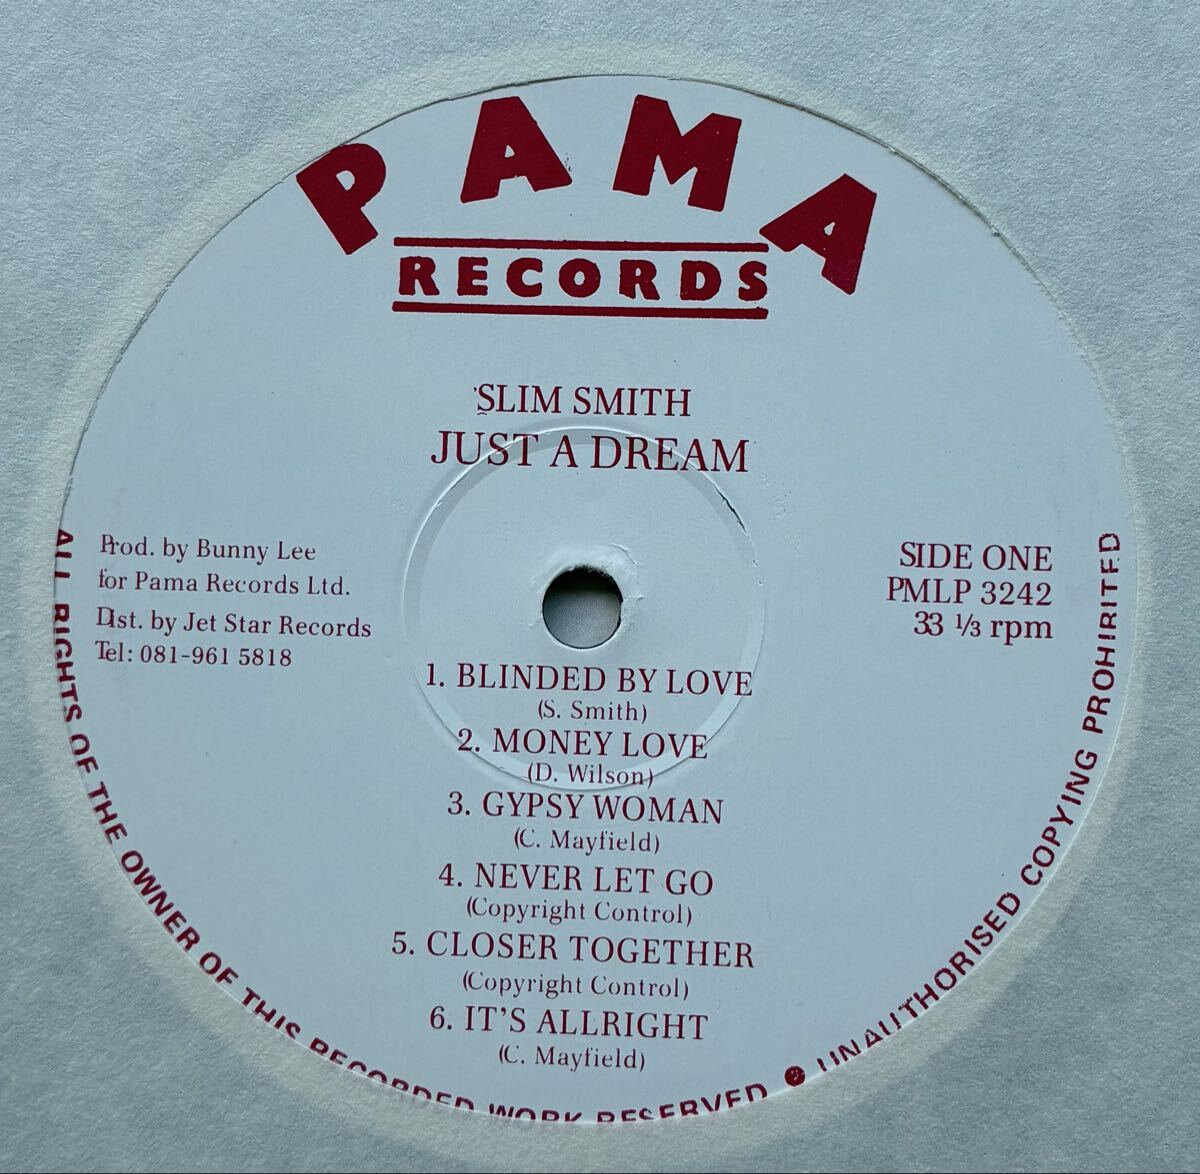 PAMA
RECORDS
SLIM SMITH
JUST A DREAM
Prod. by Bunny Lee
for Pama Records Ltd.
Dist. by Jet Star Records
Tel: 081-961 5818
SIDE ONE
PMLP 3242
33 ⅓ rpm
1. BLINDED BY LOVE
(S. Smith)
2. MONEY LOVE
(D. Wilson)
3. GYPSY WOMAN
(C. Mayfield)
4. NEVER LET GO
(Copyright Control)
5. CLOSER TOGETHER
(Copyright Control)
6. IT'S ALLRIGHT
(C. Mayfield)
ALL RIGHTS OF THE OWNER OF THIS RECORDED WORK RESERVED ● UNAUTHORISED COPYING PROHIBITED